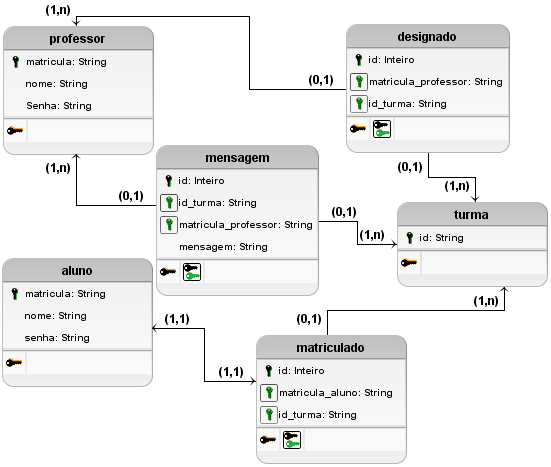 (1,n)
professor
matricula: String
nome: String
Senha: String
designado
id: Inteiro
matricula_professor: String
id_turma: String
(0,1)
(1,n)
(0,1)
mensagem
id: Inteiro
id_turma: String
matricula_professor: String
mensagem: String
(0,1)
(1,n)
(0,1)
(1,n)
turma
id: String
aluno
matricula: String
nome: String
senha: String
(1,1)
(1,1)
(0,1)
(1,n)
matriculado
id: Inteiro
matricula_aluno: String
id_turma: String